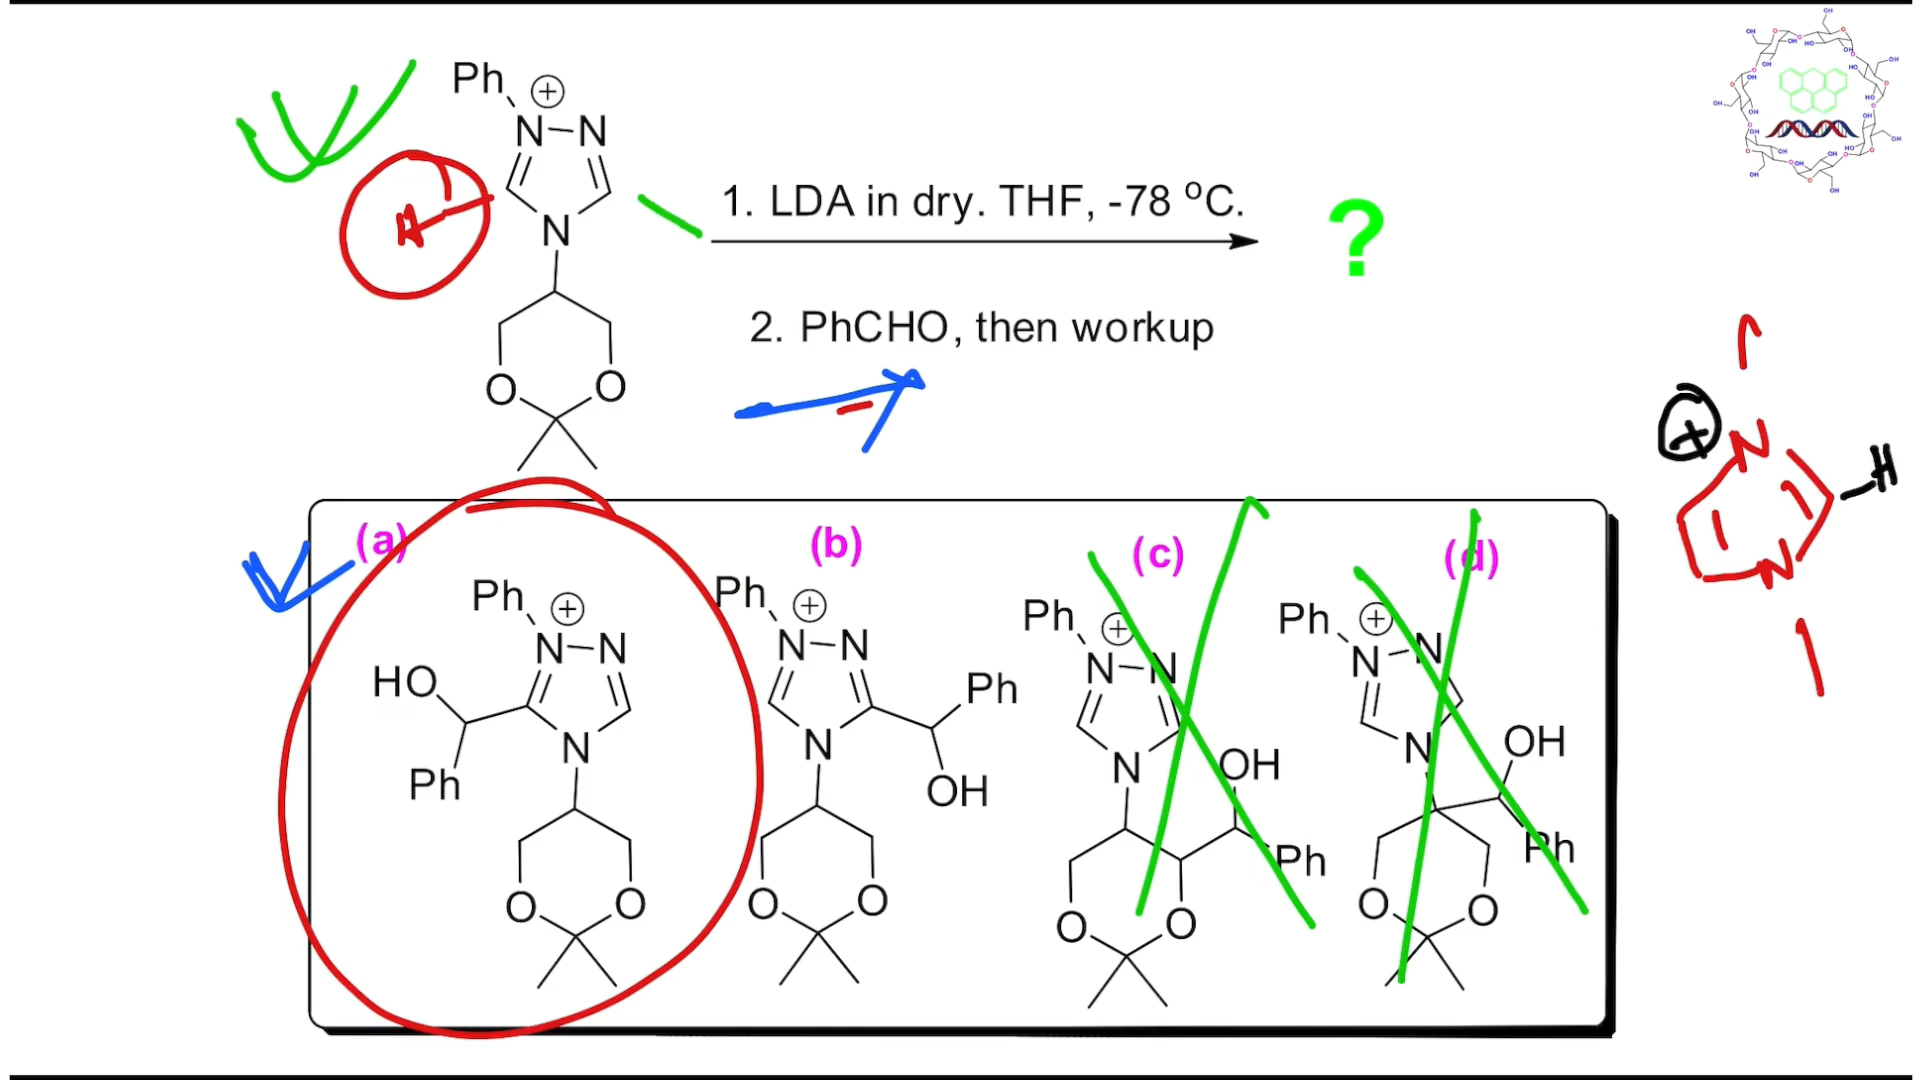 Ph ⊕
N N
H
N
O O
1. LDA in dry. THF, -78 °C.
2. PhCHO, then workup
?
⊕
N
H
N
(a) (b) (c) (d)
Ph ⊕
N N
HO
N
Ph
O O
Ph ⊕
N N
Ph
N
OH
O O
Ph ⊕
N N
N
OH
Ph
O O
Ph ⊕
N N
N
OH
Ph
O O